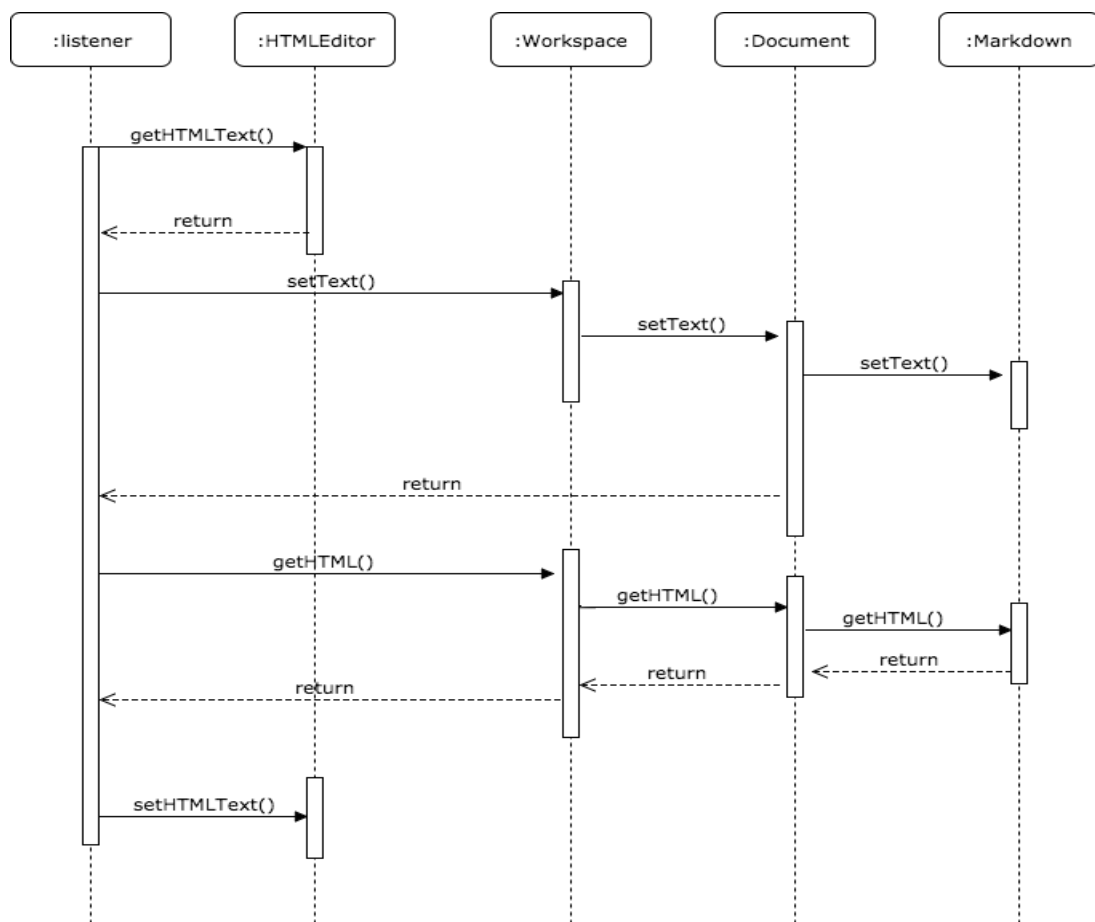 :listener
:HTMLEditor
:Workspace
:Document
:Markdown
getHTMLText()
return
setText()
setText()
setText()
return
getHTML()
getHTML()
getHTML()
return
return
return
setHTMLText()